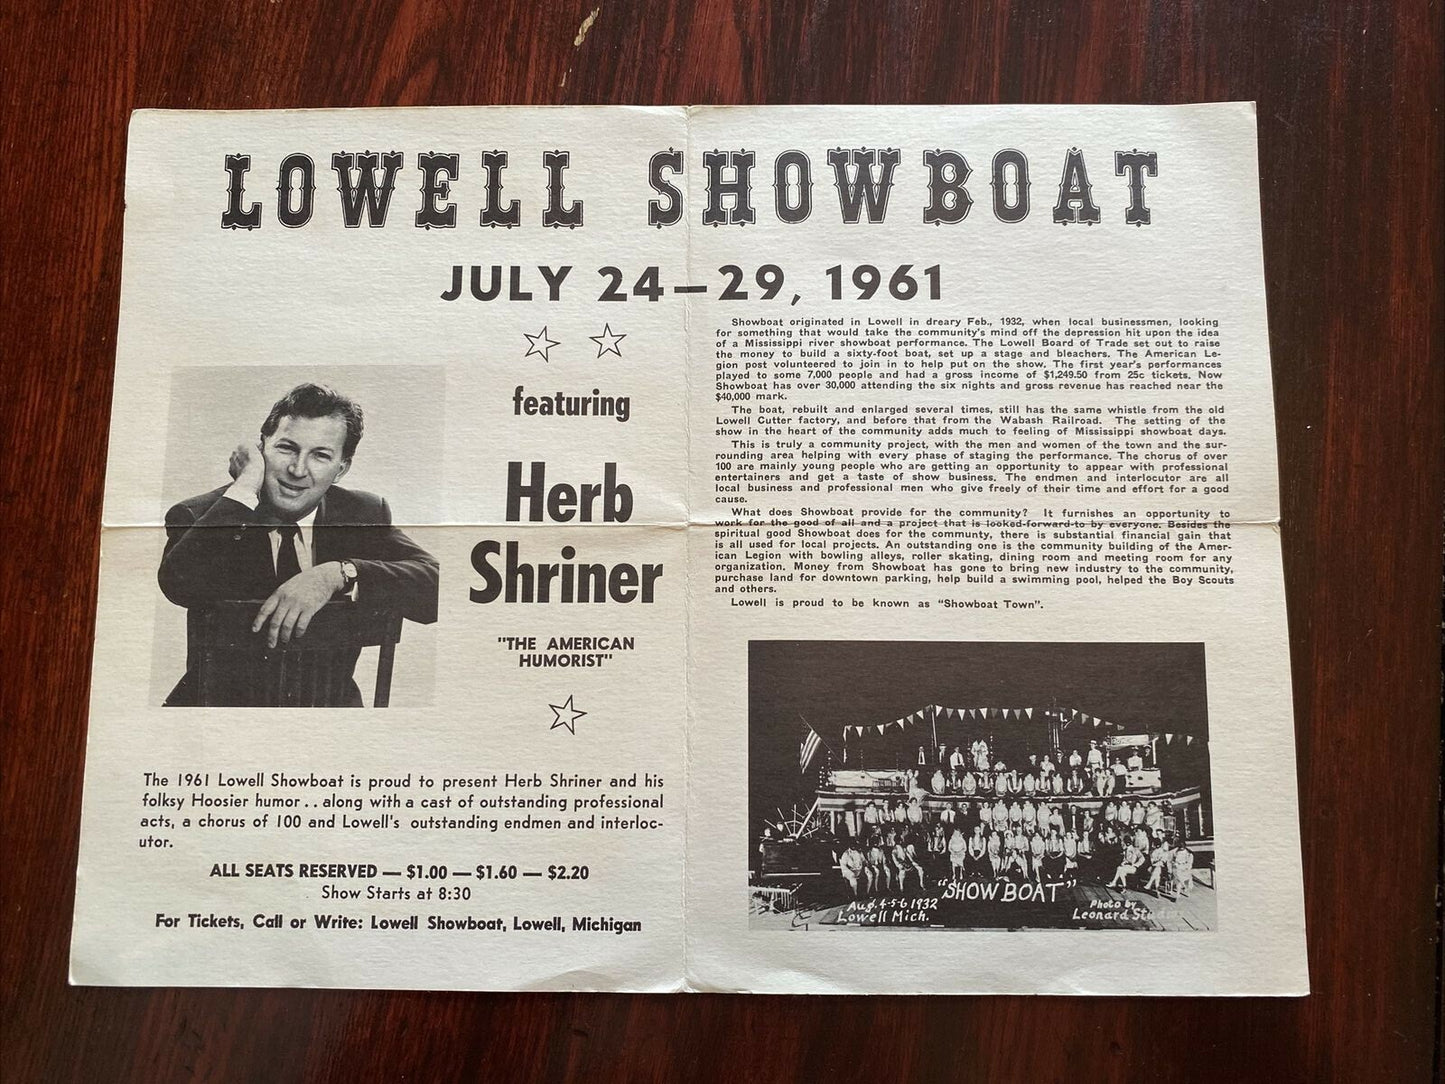 LOWELL SHOWBOAT
JULY 24—29, 1961
featuring
Herb
Shriner
"THE AMERICAN
HUMORIST"
The 1961 Lowell Showboat is proud to present Herb Shriner and his
folksy Hoosier humor . . along with a cast of outstanding professional
acts, a chorus of 100 and Lowell's outstanding endmen and interloc-
utor.
ALL SEATS RESERVED — $1.00 — $1.60 — $2.20
Show Starts at 8:30
For Tickets, Call or Write: Lowell Showboat, Lowell, Michigan
Showboat originated in Lowell in dreary Feb., 1932, when local businessmen, looking
for something that would take the community's mind off the depression hit upon the idea
of a Mississippi river showboat performance. The Lowell Board of Trade set out to raise
the money to build a sixty-foot boat, set up a stage and bleachers. The American Le-
gion post volunteered to join in to help put on the show. The first year's performances
played to some 7,000 people and had a gross income of $1,249.50 from 25c tickets. Now
Showboat has over 30,000 attending the six nights and gross revenue has reached near the
$40,000 mark.
The boat, rebuilt and enlarged several times, still has the same whistle from the old
Lowell Cutter factory, and before that from the Wabash Railroad. The setting of the
show in the heart of the community adds much to feeling of Mississippi showboat days.
This is truly a community project, with the men and women of the town and the sur-
rounding area helping with every phase of staging the performance. The chorus of over
100 are mainly young people who are getting an opportunity to appear with professional
entertainers and get a taste of show business. The endmen and interlocutor are all
local business and professional men who give freely of their time and effort for a good
cause.
What does Showboat provide for the community? It furnishes an opportunity to
work for the good of all and a project that is looked-forward-to by everyone. Besides the
spiritual good Showboat does for the communty, there is substantial financial gain that
is all used for local projects. An outstanding one is the community building of the Amer-
ican Legion with bowling alleys, roller skating, dining room and meeting room for any
organization. Money from Showboat has gone to bring new industry to the community,
purchase land for downtown parking, help build a swimming pool, helped the Boy Scouts
and others.
Lowell is proud to be known as "Showboat Town".
"SHOW BOAT"
Aug. 4-5-6 1932
Lowell Mich.
Photo by
Leonard Studio